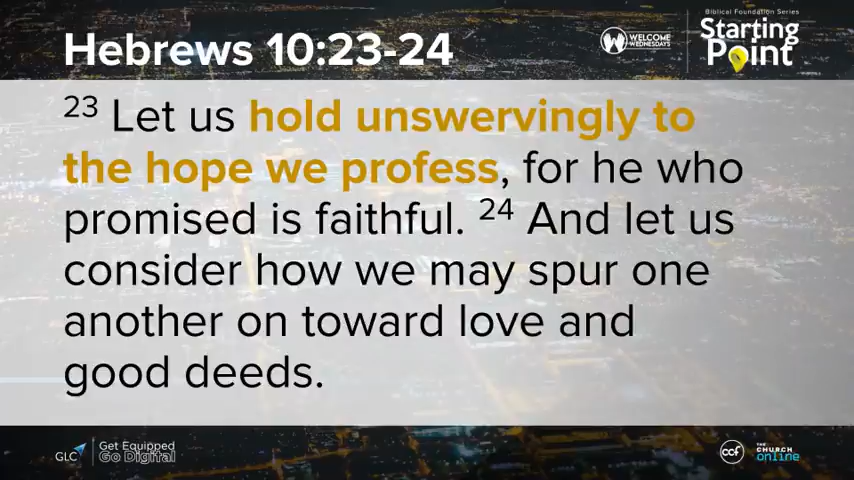 Hebrews 10:23-24
WELCOME
WEDNESDAYS
Biblical Foundation Series
Starting
Point
23 Let us hold unswervingly to
the hope we profess, for he who
promised is faithful. 24 And let us
consider how we may spur one
another on toward love and
good deeds.
GLC
Get Equipped
Go Digital
ccf
THE
CHURCH
online